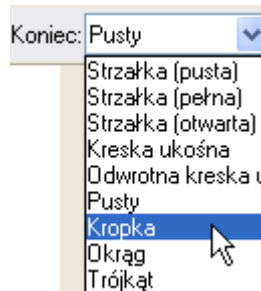 Koniec: Pusty
Strzałka (pusta)
Strzałka (pełna)
Strzałka (otwarta)
Kreska ukośna
Odwrotna kreska u
Pusty
Kropka
Okrąg
Trójkąt